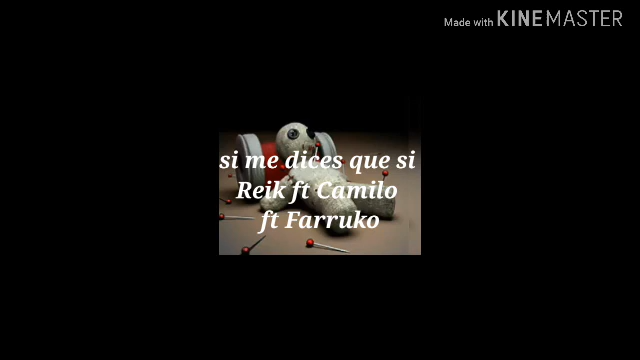 Made with KINEMASTER
si me dices que si
Reik ft Camilo
ft Farruko